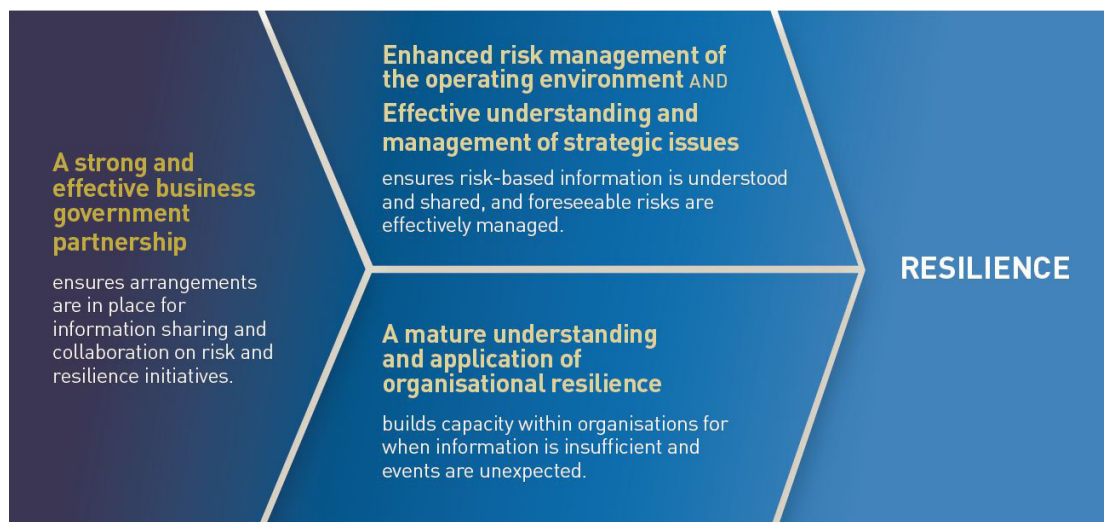 A strong and
effective business
government
partnership
ensures arrangements
are in place for
information sharing and
collaboration on risk and
resilience initiatives.
Enhanced risk management of
the operating environment AND
Effective understanding and
management of strategic issues
ensures risk-based information is understood
and shared, and foreseeable risks are
effectively managed.
A mature understanding
and application of
organisational resilience
builds capacity within organisations for
when information is insufficient and
events are unexpected.
RESILIENCE